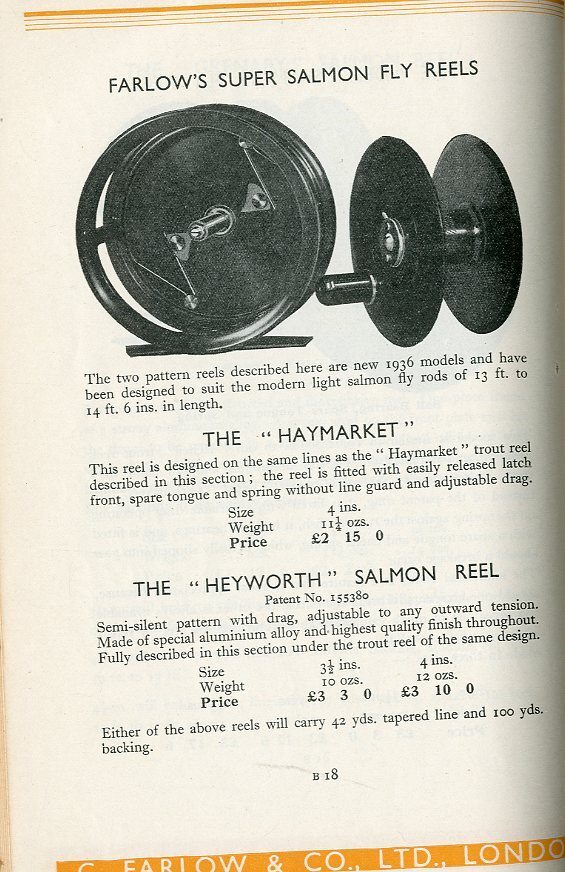 FARLOW'S SUPER SALMON FLY REELS
The two pattern reels described here are new 1936 models and have
been designed to suit the modern light salmon fly rods of 13 ft. to
14 ft. 6 ins. in length.
THE "HAYMARKET"
This reel is designed on the same lines as the "Haymarket" trout reel
described in this section; the reel is fitted with easily released latch
front, spare tongue and spring without line guard and adjustable drag.
Size 4 ins.
Weight 11¼ ozs.
Price £2 15 0
THE "HEYWORTH" SALMON REEL
Patent No. 155380
Semi-silent pattern with drag, adjustable to any outward tension.
Made of special aluminium alloy and highest quality finish throughout.
Fully described in this section under the trout reel of the same design.
Size 3½ ins. 4 ins.
Weight 10 ozs. 12 ozs.
Price £3 3 0 £3 10 0
Either of the above reels will carry 42 yds. tapered line and 100 yds.
backing.
B 18
C. FARLOW & CO., LTD., LONDO